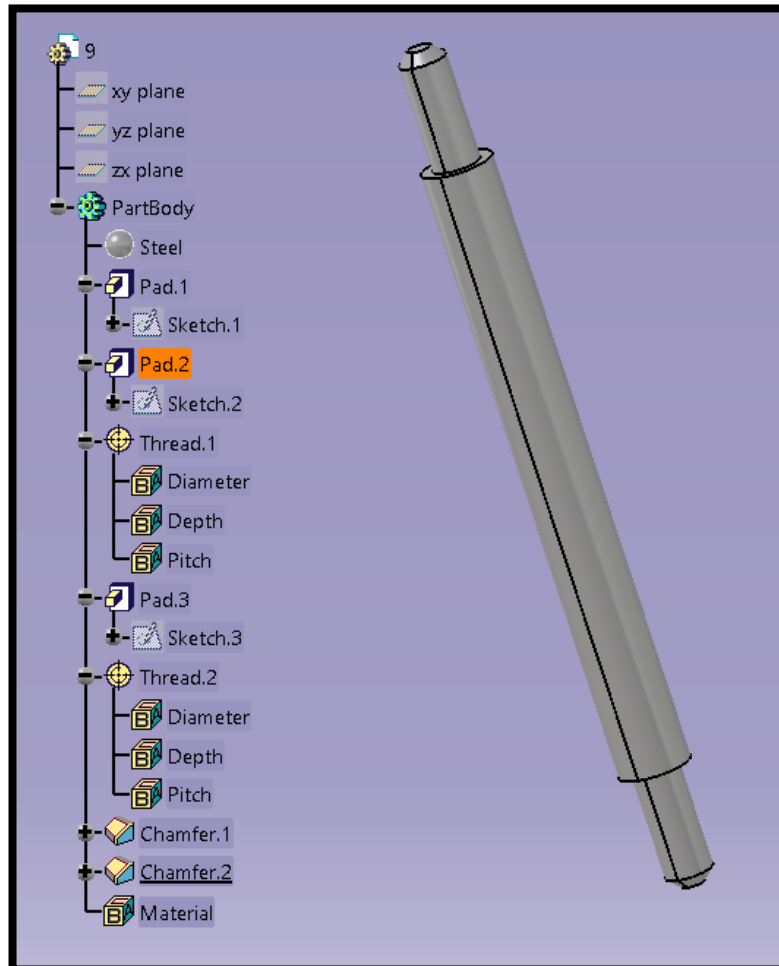 9
xy plane
yz plane
zx plane
PartBody
Steel
Pad.1
Sketch.1
Pad.2
Sketch.2
Thread.1
Diameter
Depth
Pitch
Pad.3
Sketch.3
Thread.2
Diameter
Depth
Pitch
Chamfer.1
Chamfer.2
Material